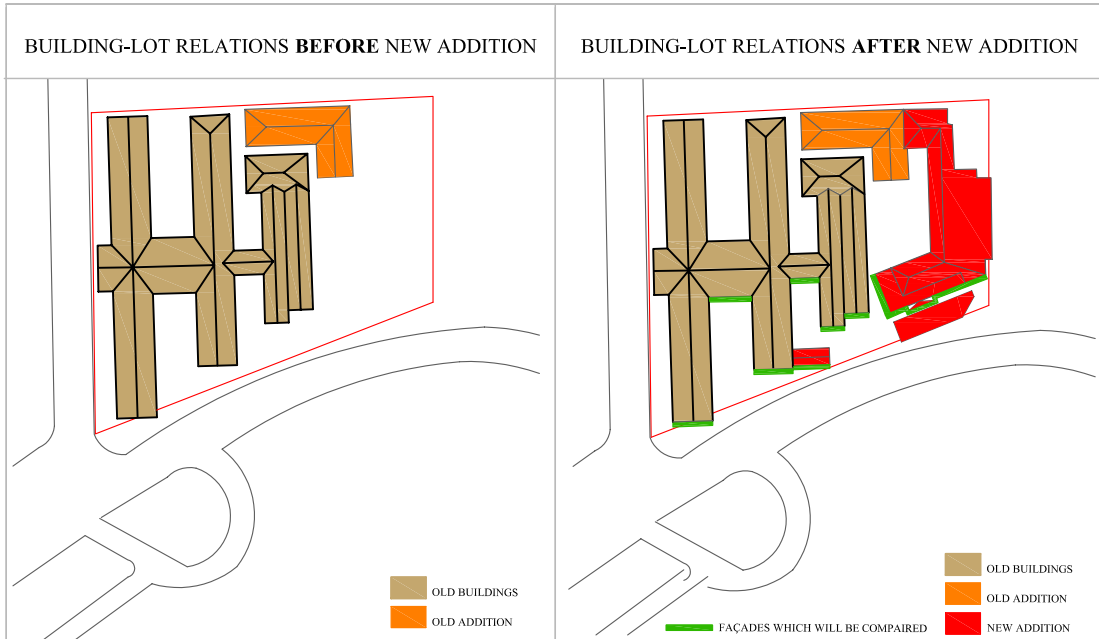 BUILDING-LOT RELATIONS BEFORE NEW ADDITION
BUILDING-LOT RELATIONS AFTER NEW ADDITION
OLD BUILDINGS
OLD ADDITION
OLD BUILDINGS
OLD ADDITION
NEW ADDITION
FAÇADES WHICH WILL BE COMPAIRED